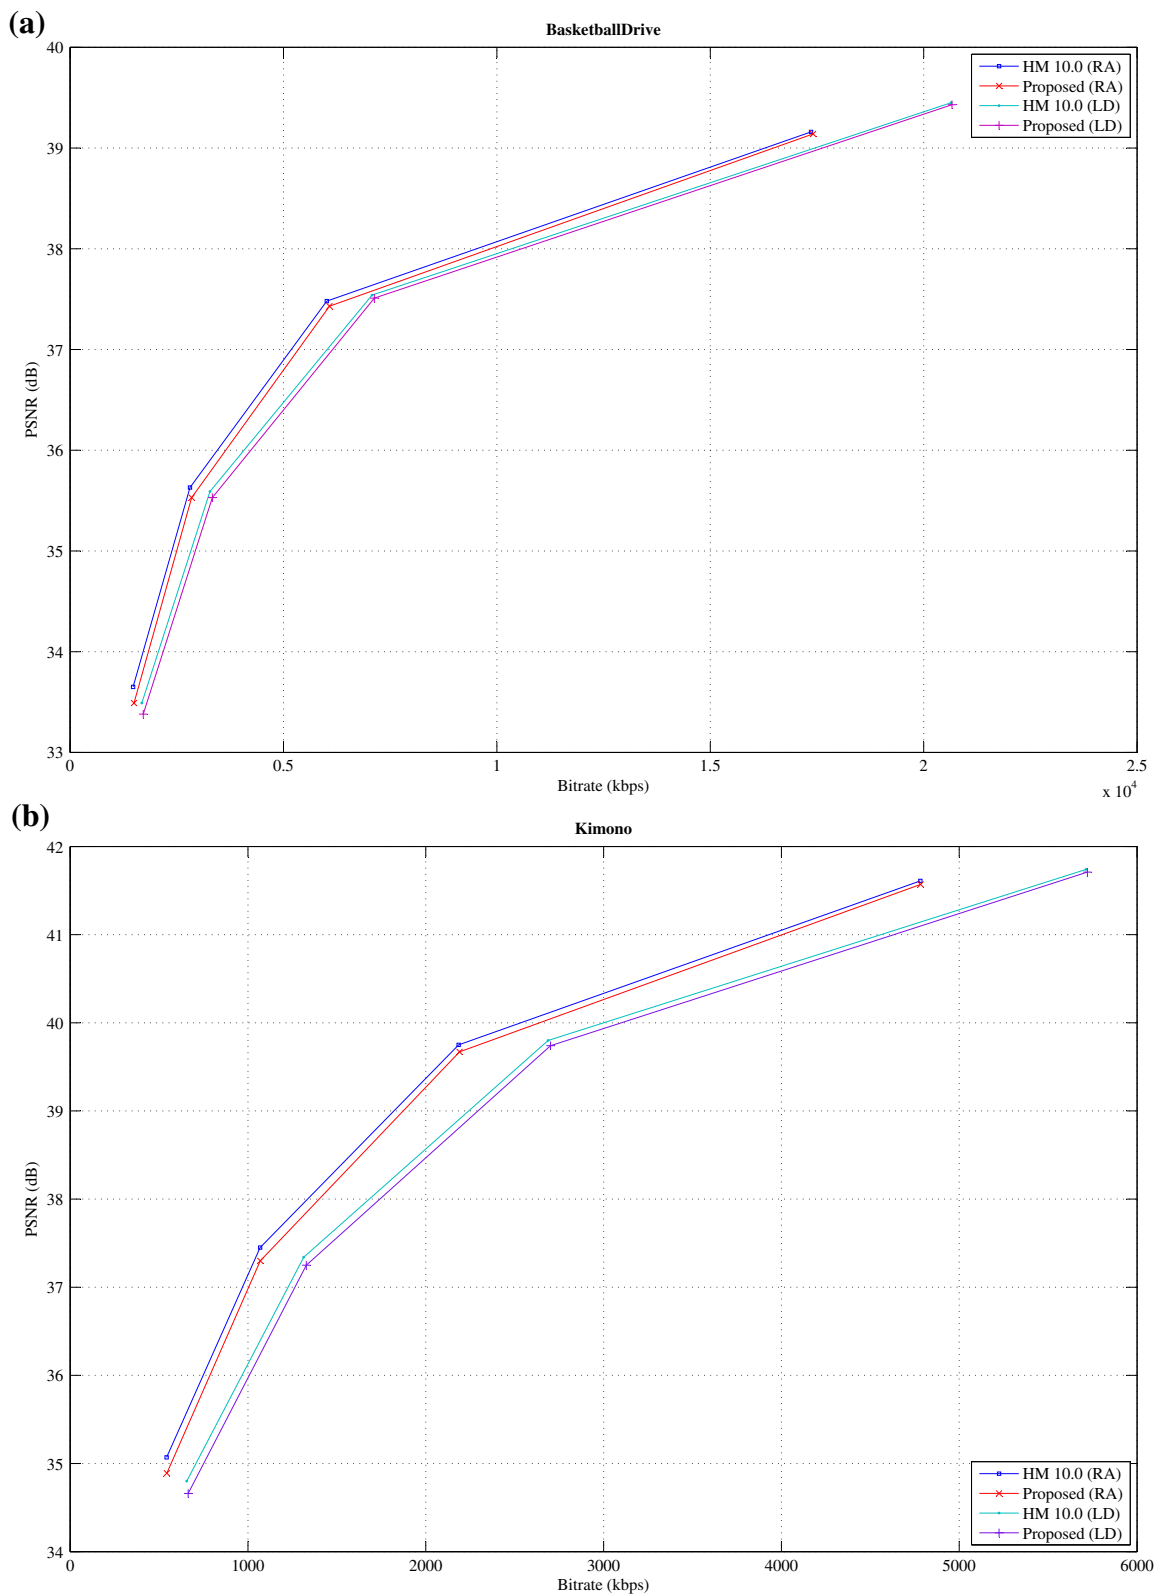 (a)
BasketballDrive
40
39
38
37
36
35
34
33
PSNR (dB)
HM 10.0 (RA)
Proposed (RA)
HM 10.0 (LD)
Proposed (LD)
0 0.5 1 1.5 2 2.5
Bitrate (kbps)
x 10^4
(b)
Kimono
42
41
40
39
38
37
36
35
34
PSNR (dB)
HM 10.0 (RA)
Proposed (RA)
HM 10.0 (LD)
Proposed (LD)
0 1000 2000 3000 4000 5000 6000
Bitrate (kbps)